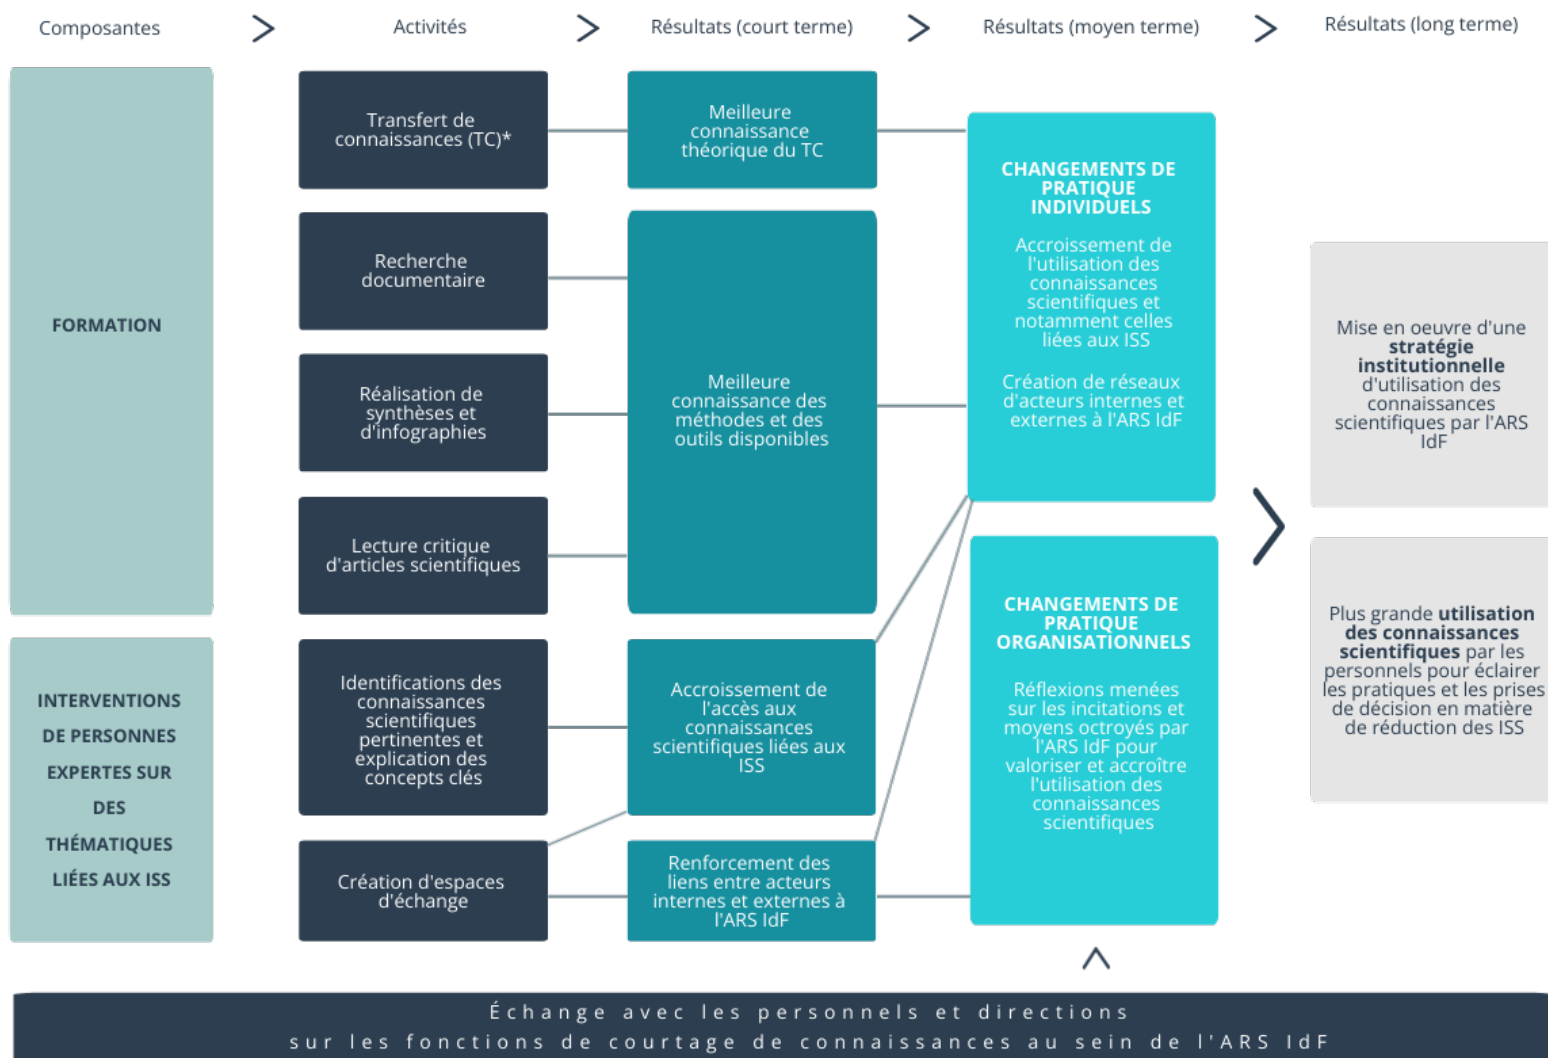 Composantes
Activités
Résultats (court terme)
Résultats (moyen terme)
Résultats (long terme)
FORMATION
INTERVENTIONS
DE PERSONNES
EXPERTES SUR
DES
THÉMATIQUES
LIÉES AUX ISS
Transfert de
connaissances (TC)*
Recherche
documentaire
Réalisation de
synthèses et
d'infographies
Lecture critique
d'articles scientifiques
Identifications des
connaissances
scientifiques
pertinentes et
explication des
concepts clés
Création d'espaces
d'échange
Meilleure
connaissance
théorique du TC
Meilleure
connaissance des
méthodes et des
outils disponibles
Accroissement de
l'accès aux
connaissances
scientifiques liées aux
ISS
Renforcement des
liens entre acteurs
internes et externes à
l'ARS IdF
CHANGEMENTS DE
PRATIQUE
INDIVIDUELS
Accroissement de
l'utilisation des
connaissances
scientifiques et
notamment celles
liées aux ISS
Création de réseaux
d'acteurs internes et
externes à l'ARS IdF
CHANGEMENTS DE
PRATIQUE
ORGANISATIONNELS
Réflexions menées
sur les incitations et
moyens octroyés par
l'ARS IdF pour
valoriser et accroître
l'utilisation des
connaissances
scientifiques
Mise en oeuvre d'une
stratégie
institutionnelle
d'utilisation des
connaissances
scientifiques par l'ARS
IdF
Plus grande utilisation
des connaissances
scientifiques par les
personnels pour éclairer
les pratiques et les prises
de décision en matière
de réduction des ISS
Échange avec les personnels et directions
sur les fonctions de courtage de connaissances au sein de l'ARS IdF